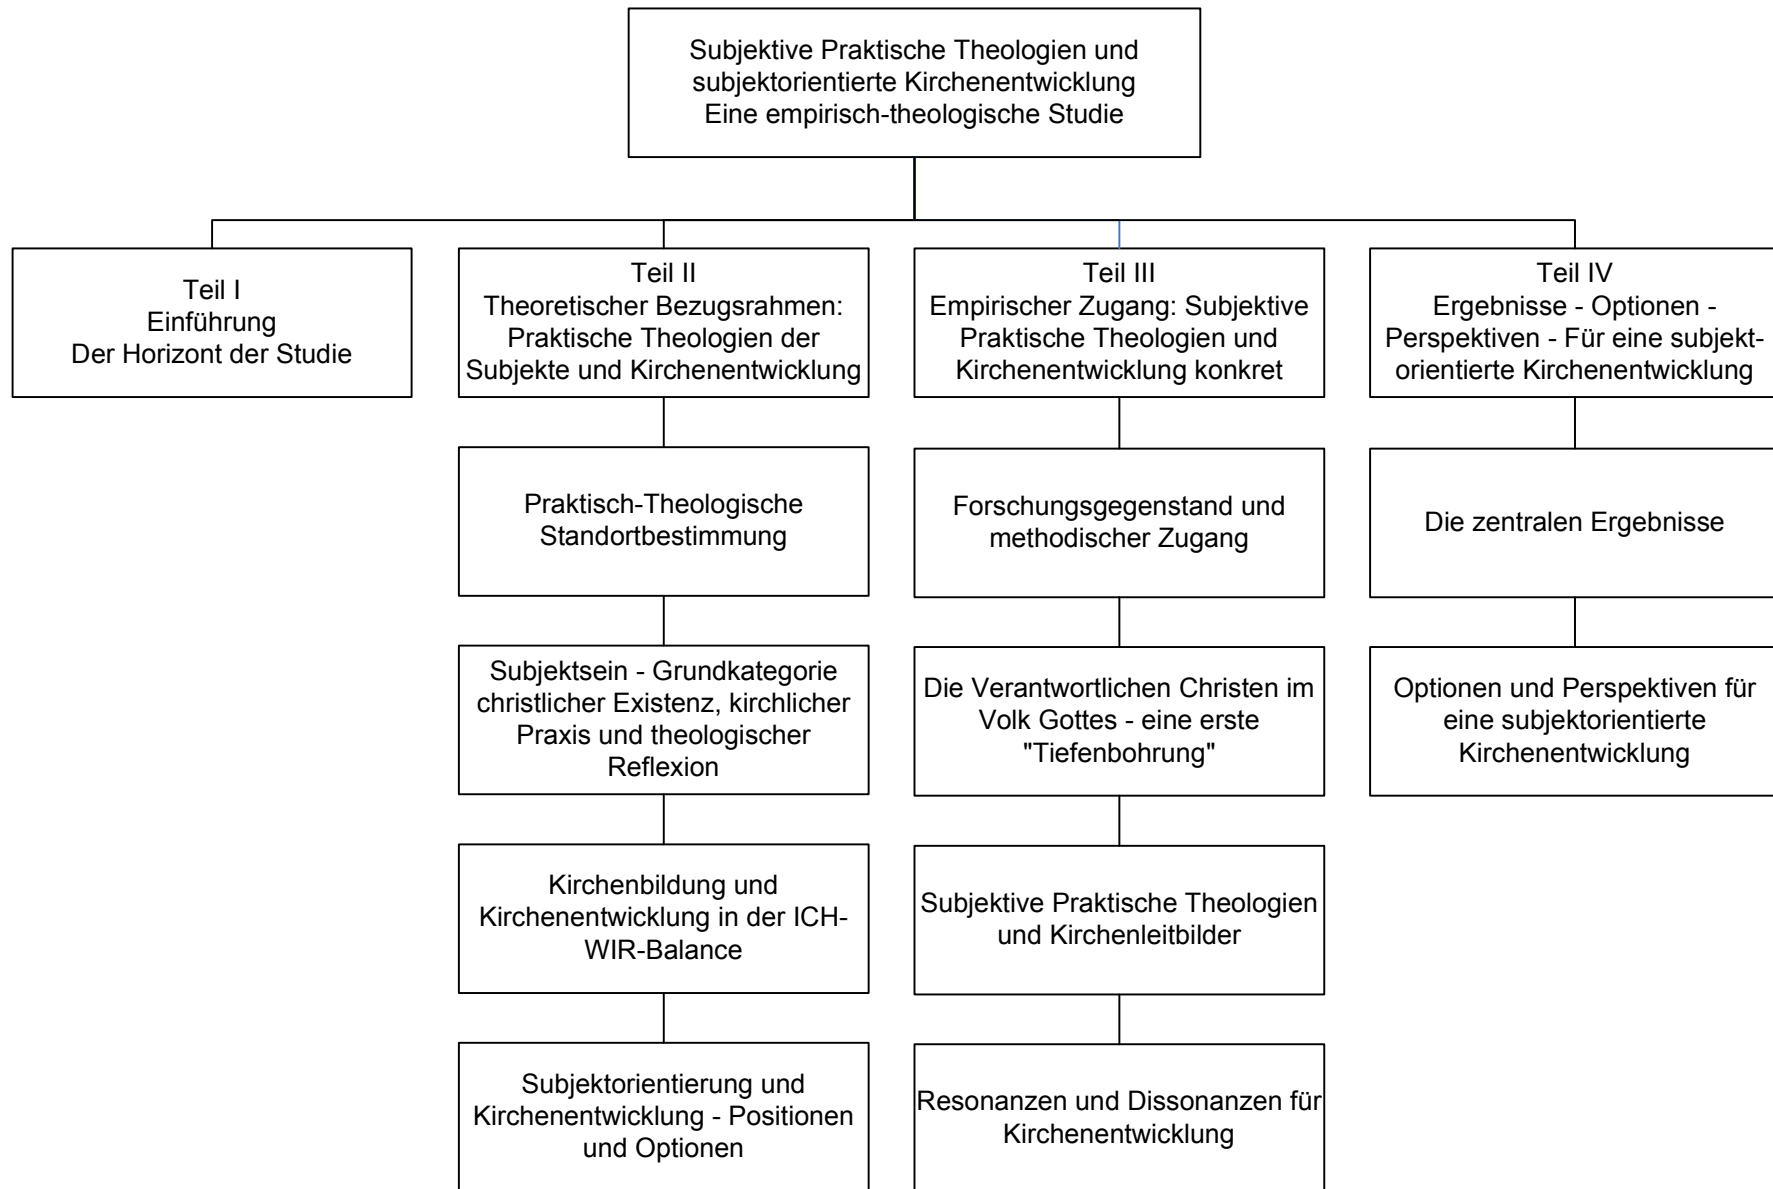 Subjektive Praktische Theologien und
subjektorientierte Kirchenentwicklung
Eine empirisch-theologische Studie
Teil I
Einführung
Der Horizont der Studie
Teil II
Theoretischer Bezugsrahmen:
Praktische Theologien der
Subjekte und Kirchenentwicklung
Praktisch-Theologische
Standortbestimmung
Subjektsein - Grundkategorie
christlicher Existenz, kirchlicher
Praxis und theologischer
Reflexion
Kirchenbildung und
Kirchenentwicklung in der ICH-
WIR-Balance
Subjektorientierung und
Kirchenentwicklung - Positionen
und Optionen
Teil III
Empirischer Zugang: Subjektive
Praktische Theologien und
Kirchenentwicklung konkret
Forschungsgegenstand und
methodischer Zugang
Die Verantwortlichen Christen im
Volk Gottes - eine erste
"Tiefenbohrung"
Subjektive Praktische Theologien
und Kirchenleitbilder
Resonanzen und Dissonanzen für
Kirchenentwicklung
Teil IV
Ergebnisse - Optionen -
Perspektiven - Für eine subjekt-
orientierte Kirchenentwicklung
Die zentralen Ergebnisse
Optionen und Perspektiven für
eine subjektorientierte
Kirchenentwicklung